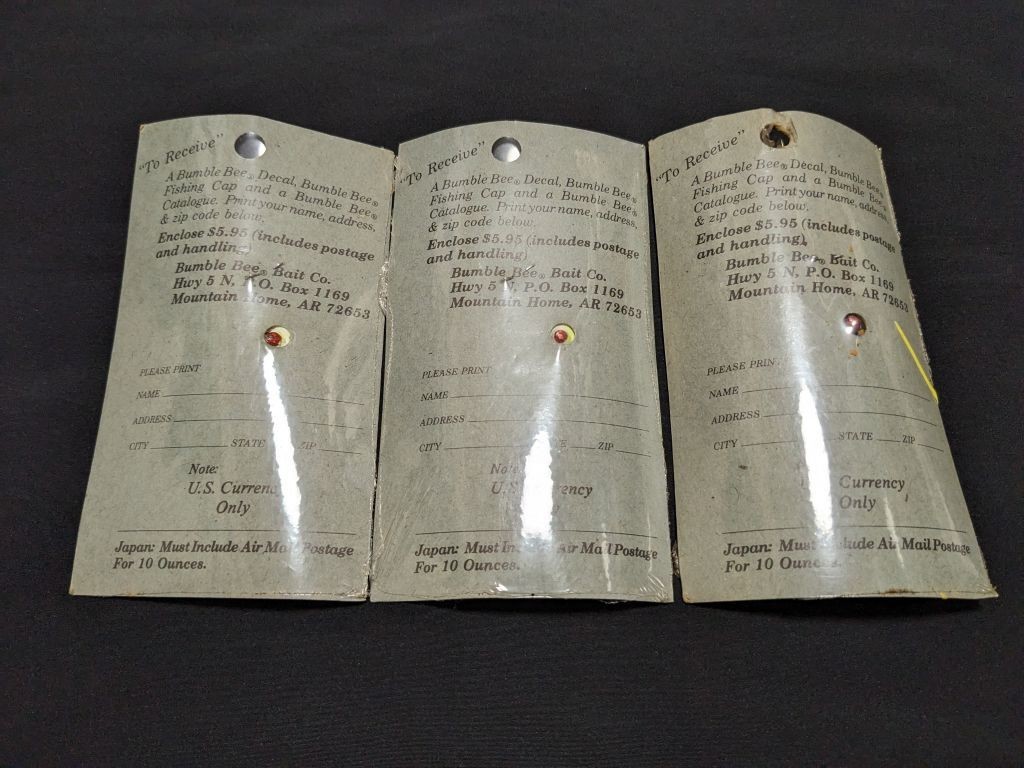 "To Receive"
A Bumble Bee® Decal, Bumble Bee®
Fishing Cap and a Bumble Bee®
Catalogue. Print your name, address,
& zip code below.
Enclose $5.95 (includes postage
and handling)
Bumble Bee® Bait Co.
Hwy 5 N, P.O. Box 1169
Mountain Home, AR 72653
PLEASE PRINT
NAME
ADDRESS
CITY STATE ZIP
Note:
U.S. Currency
Only
Japan: Must Include Air Mail Postage
For 10 Ounces.
"To Receive"
A Bumble Bee® Decal, Bumble Bee®
Fishing Cap and a Bumble Bee®
Catalogue. Print your name, address,
& zip code below.
Enclose $5.95 (includes postage
and handling)
Bumble Bee® Bait Co.
Hwy 5 N, P.O. Box 1169
Mountain Home, AR 72653
PLEASE PRINT
NAME
ADDRESS
CITY ZIP
Note:
U.S. Currency
Japan: Must Include Air Mail Postage
For 10 Ounces.
"To Receive"
A Bumble Bee® Decal, Bumble Bee®
Fishing Cap and a Bumble Bee®
Catalogue. Print your name, address,
& zip code below.
Enclose $5.95 (includes postage
and handling)
Bumble Bee® Bait Co.
Hwy 5 N, P.O. Box 1169
Mountain Home, AR 72653
PLEASE PRINT
NAME
ADDRESS
CITY STATE ZIP
Currency
Only
Japan: Must Include Air Mail Postage
For 10 Ounces.